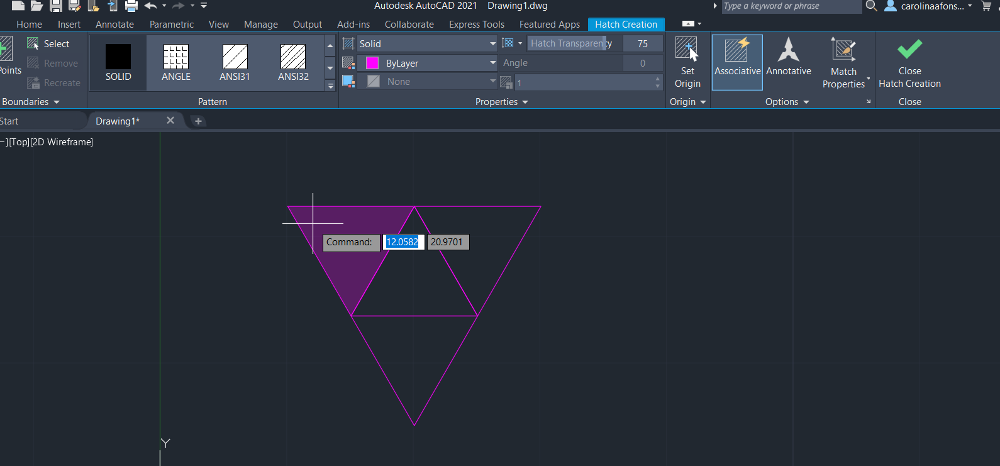 Autodesk AutoCAD 2021 Drawing1.dwg Type a keyword or phrase carolinaafons...
Home Insert Annotate Parametric View Manage Output Add-ins Collaborate Express Tools Featured Apps Hatch Creation
Select Solid Hatch Transparency 75
Points Remove ByLayer Angle 0 Set Associative Annotative Match Close
SOLID ANGLE ANSI31 ANSI32 Origin Properties Hatch Creation
Recreate None 1
Boundaries Pattern Properties Origin Options Close
Start Drawing1*
−][Top][2D Wireframe]
Command: 12.0582 20.9701
Y